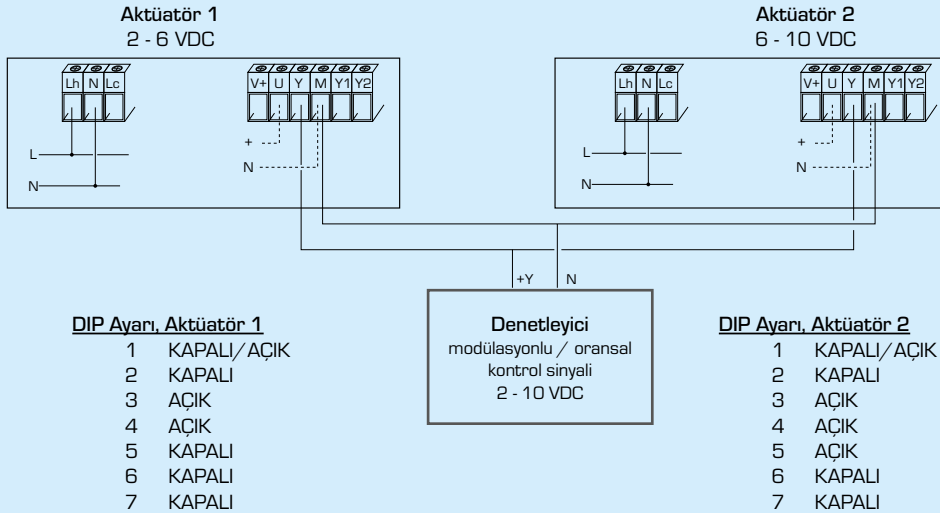 Aktüatör 1
2 - 6 VDC
Lh N Lc
V+ U Y M Y1 Y2
+
L
N
N
Aktüatör 2
6 - 10 VDC
Lh N Lc
V+ U Y M Y1 Y2
+
L
N
N
+Y N
Denetleyici
modülasyonlu / oransal
kontrol sinyali
2 - 10 VDC
DIP Ayarı, Aktüatör 1
1 KAPALI/AÇIK
2 KAPALI
3 AÇIK
4 AÇIK
5 KAPALI
6 KAPALI
7 KAPALI
DIP Ayarı, Aktüatör 2
1 KAPALI/AÇIK
2 KAPALI
3 AÇIK
4 AÇIK
5 AÇIK
6 KAPALI
7 KAPALI